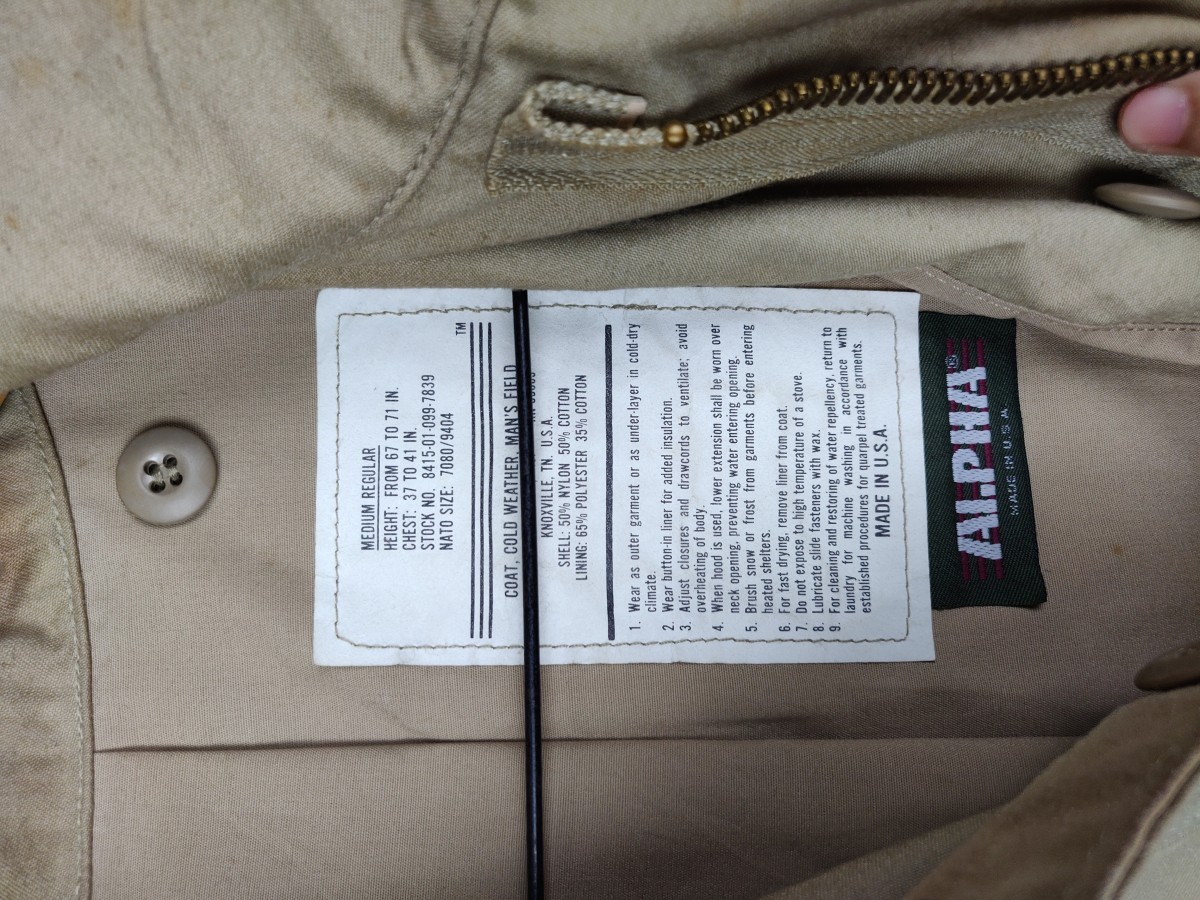 TM
MEDIUM REGULAR
HEIGHT: FROM 67 TO 71 IN.
CHEST: 37 TO 41 IN.
STOCK NO. 8415-01-099-7839
NATO SIZE: 7080/9404
COAT, COLD WEATHER, MAN'S FIELD
KNOXVILLE, TN. U.S.A.
SHELL: 50% NYLON 50% COTTON
LINING: 65% POLYESTER 35% COTTON
1. Wear as outer garment or as under-layer in cold-dry
climate.
2. Wear button-in liner for added insulation.
3. Adjust closures and drawcords to ventilate; avoid
overheating of body.
4. When hood is used, lower extension shall be worn over
neck opening, preventing water entering opening.
5. Brush snow or frost from garments before entering
heated shelters.
6. For fast drying, remove liner from coat.
7. Do not expose to high temperature of a stove.
8. Lubricate slide fasteners with wax.
9. For cleaning and restoring of water repellency, return to
laundry for machine washing in accordance with
established procedures for quarpel treated garments.
MADE IN U.S.A.
ALPHA®
MADE IN U.S.A.